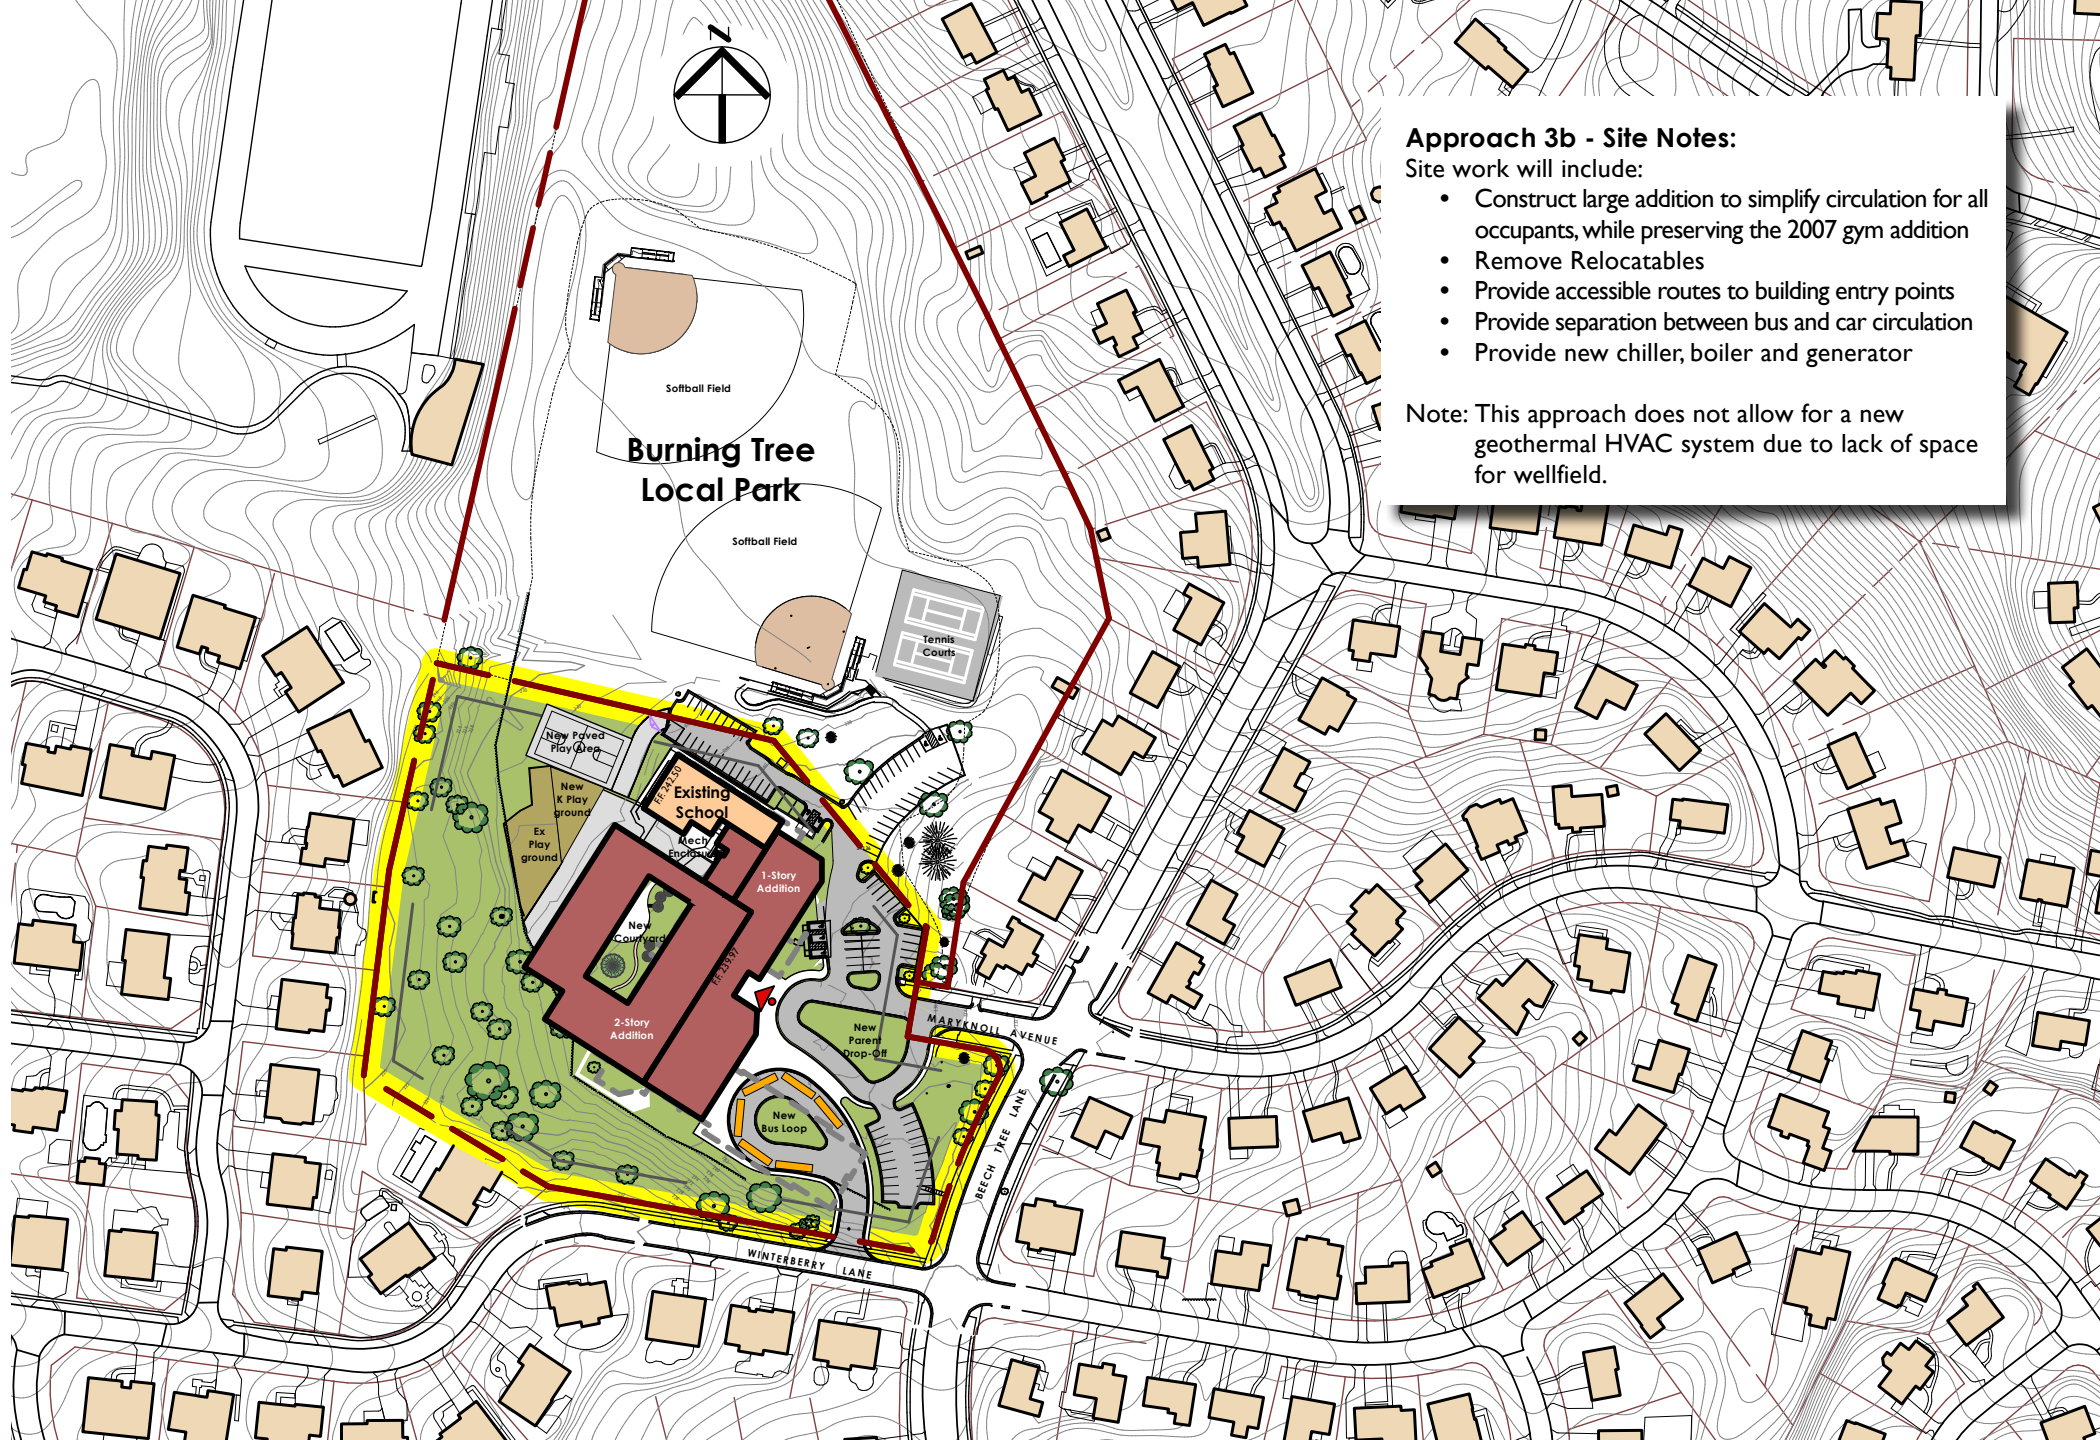 N
Approach 3b - Site Notes:
Site work will include:
• Construct large addition to simplify circulation for all
occupants, while preserving the 2007 gym addition
• Remove Relocatables
• Provide accessible routes to building entry points
• Provide separation between bus and car circulation
• Provide new chiller, boiler and generator
Note: This approach does not allow for a new
geothermal HVAC system due to lack of space
for wellfield.
Softball Field
Burning Tree
Local Park
Softball Field
Tennis
Courts
New Paved
Play Area
New
K Play
ground
Ex
Play
ground
F.F. 242.50
Existing
School
Mech
Enclosure
1-Story
Addition
New
Courtyard
F.F. 239.97
2-Story
Addition
New
Parent
Drop-Off
New
Bus Loop
MARYKNOLL AVENUE
BEECH TREE LANE
WINTERBERRY LANE